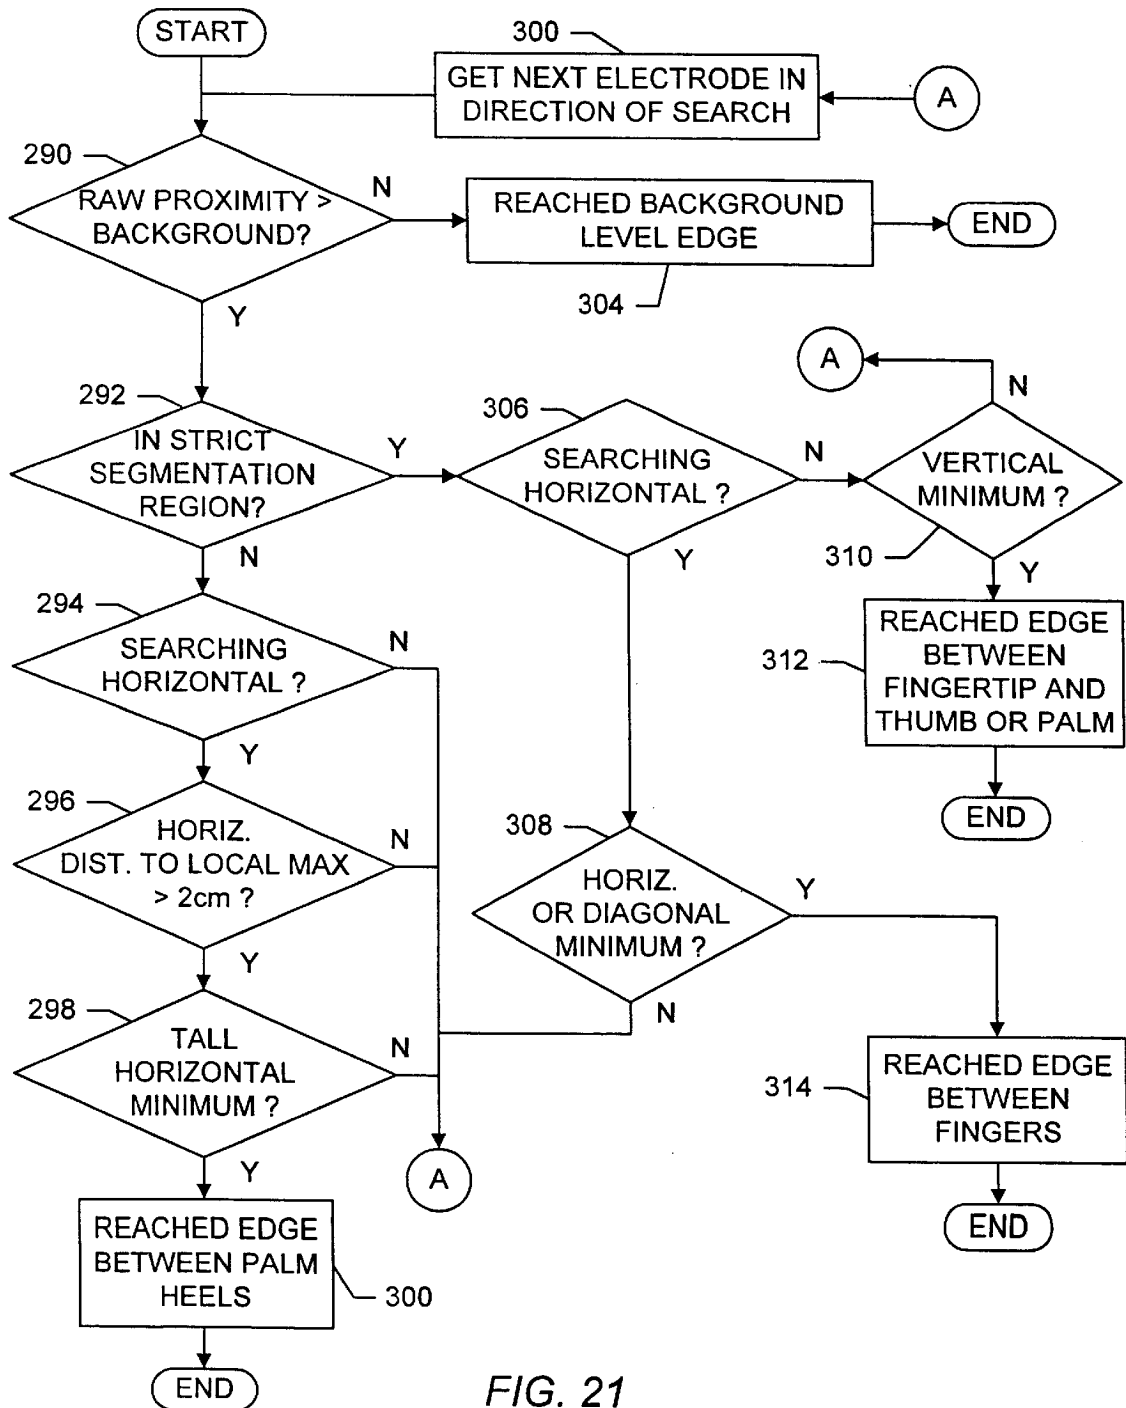 START
300
GET NEXT ELECTRODE IN
DIRECTION OF SEARCH
A
290
RAW PROXIMITY >
BACKGROUND?
N
REACHED BACKGROUND
LEVEL EDGE
END
304
Y
A
N
292
IN STRICT
SEGMENTATION
REGION?
Y
306
SEARCHING
HORIZONTAL ?
N
VERTICAL
MINIMUM ?
310
N
Y
Y
294
SEARCHING
HORIZONTAL ?
N
312
REACHED EDGE
BETWEEN
FINGERTIP AND
THUMB OR PALM
Y
END
296
HORIZ.
DIST. TO LOCAL MAX
> 2cm ?
N
308
HORIZ.
OR DIAGONAL
MINIMUM ?
Y
Y
N
298
TALL
HORIZONTAL
MINIMUM ?
N
314
REACHED EDGE
BETWEEN
FINGERS
Y
A
END
REACHED EDGE
BETWEEN PALM
HEELS
300
END
FIG. 21